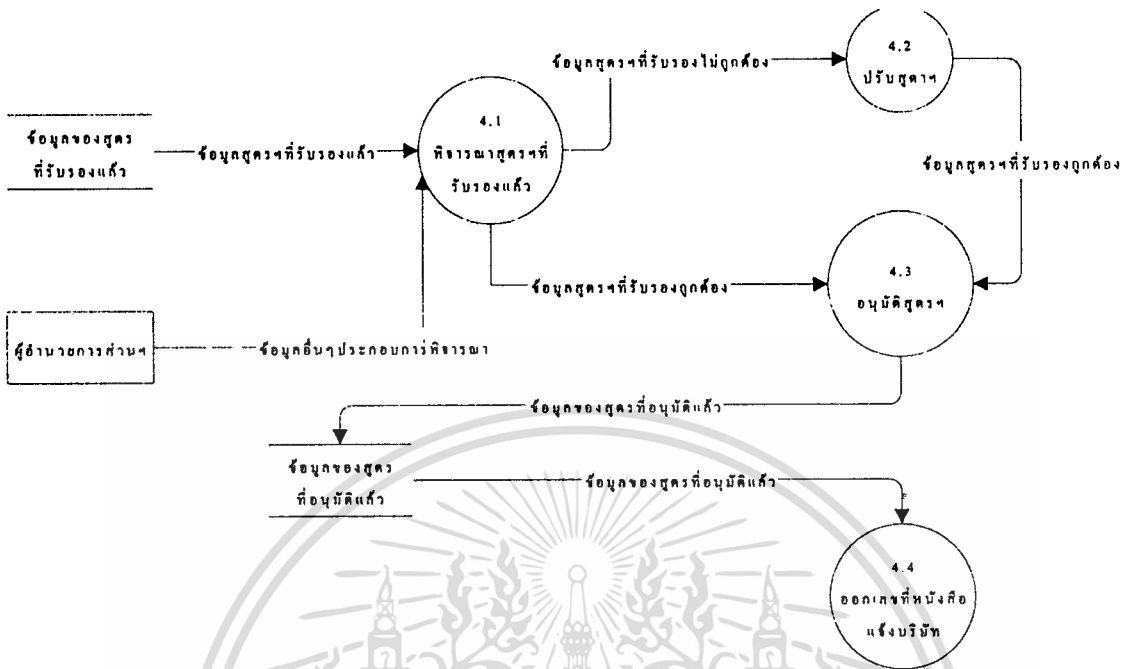 4.2
ปรับสูตรฯ
ข้อมูลสูตรฯที่รับรองไม่ถูกต้อง
4.1
พิจารณาสูตรฯที่
รับรองแล้ว
ข้อมูลของสูตร
ที่รับรองแล้ว
ข้อมูลสูตรฯที่รับรองแล้ว
ข้อมูลสูตรฯที่รับรองถูกต้อง
4.3
อนุมัติสูตรฯ
ข้อมูลสูตรฯที่รับรองถูกต้อง
ผู้อำนวยการส่วนฯ
ข้อมูลอื่นๆประกอบการพิจารณา
ข้อมูลของสูตรที่อนุมัติแล้ว
ข้อมูลของสูตร
ที่อนุมัติแล้ว
ข้อมูลของสูตรที่อนุมัติแล้ว
4.4
ออกเลขที่หนังสือ
แจ้งบริษัท